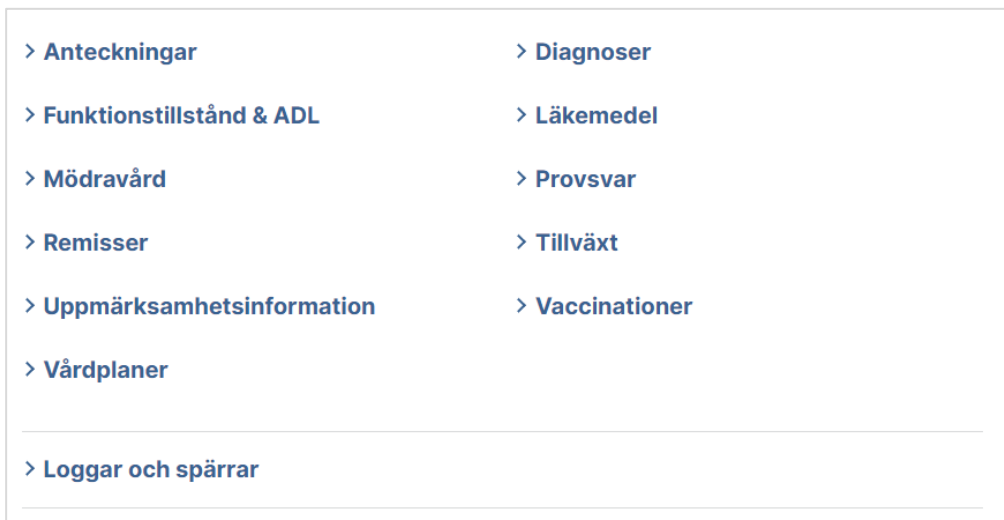 Anteckningar
Diagnoser
Funktionstillstånd & ADL
Läkemedel
Mödravård
Provsvar
Remisser
Tillväxt
Uppmärksamhetsinformation
Vaccinationer
Vårdplaner
Loggar och spärrar